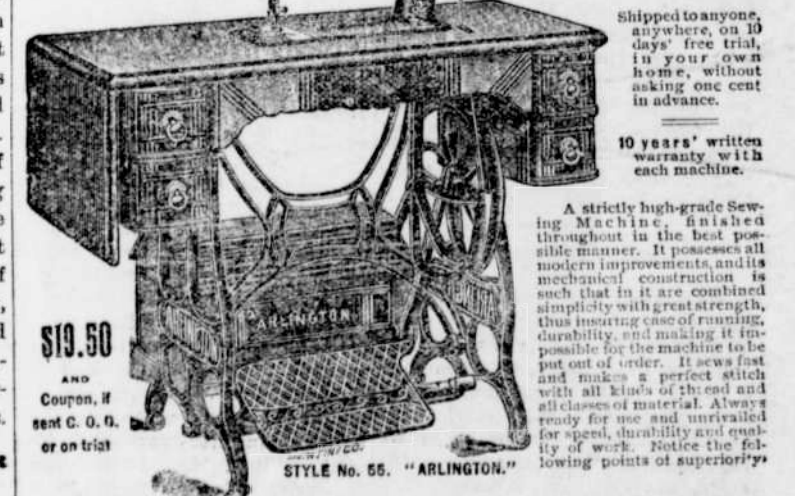 Shipped to anyone,
anywhere, on 10
days' free trial,
in your own
home, without
asking one cent
in advance.
10 years' written
warranty with
each machine.
A strictly high-grade Sew-
ing Machine, finished
throughout in the best pos-
sible manner. It possesses all
modern improvements, and its
mechanical construction is
such that in it are combined
simplicity with great strength,
thus insuring ease of running,
durability, and making it im-
possible for the machine to be
put out of order. It sews fast
and makes a perfect stitch
with all kinds of thread and
all classes of material. Always
ready for use and unrivalled
for speed, durability and qual-
ity of work. Notice the fol-
lowing points of superiority.
ARLINGTON
$19.50
AND
Coupon, if
sent C. O. D.
or on trial
STYLE No. 55. "ARLINGTON."